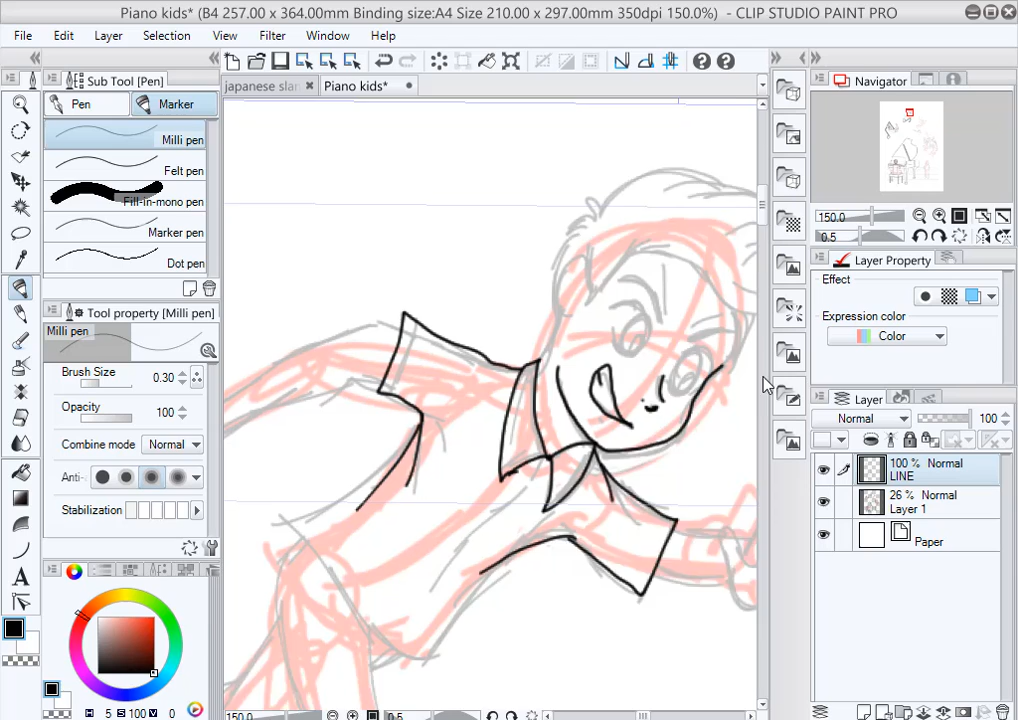 Piano kids* (B4 257.00 x 364.00mm Binding size:A4 Size 210.00 x 297.00mm 350dpi 150.0%) - CLIP STUDIO PAINT PRO
File Edit Layer Selection View Filter Window Help
Sub Tool [Pen]
japanese slan
Piano kids*
Navigator
Pen
Marker
Milli pen
Felt pen
Fill-in-mono pen
Marker pen
Dot pen
150.0
0.5
Layer Property
Effect
Expression color
Color
Tool property [Milli pen]
Milli pen
Brush Size 0.30
Opacity 100
Combine mode Normal
Anti-
Stabilization
Layer
Normal 100
100 % Normal
LINE
26 % Normal
Layer 1
Paper
A
H 5 S 100 V 0
150.0 0.5